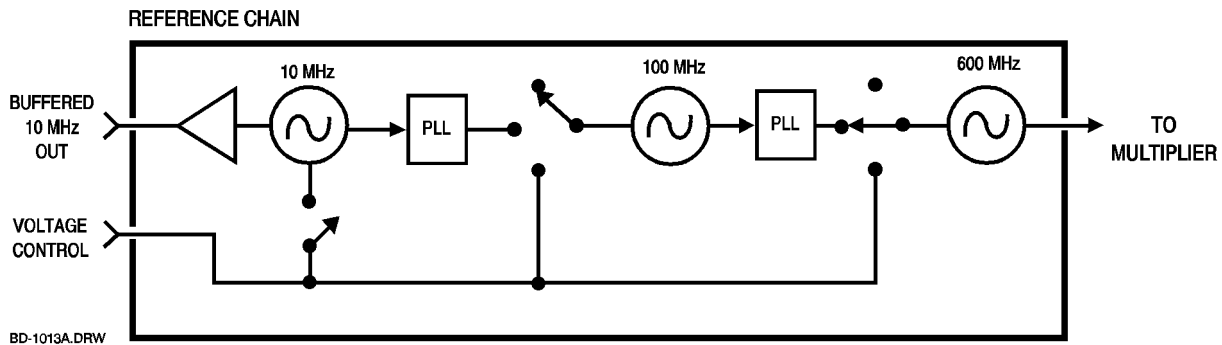 REFERENCE CHAIN
10 MHz
100 MHz
600 MHz
BUFFERED
10 MHz
OUT
PLL
PLL
TO
MULTIPLIER
VOLTAGE
CONTROL
BD-1013A.DRW